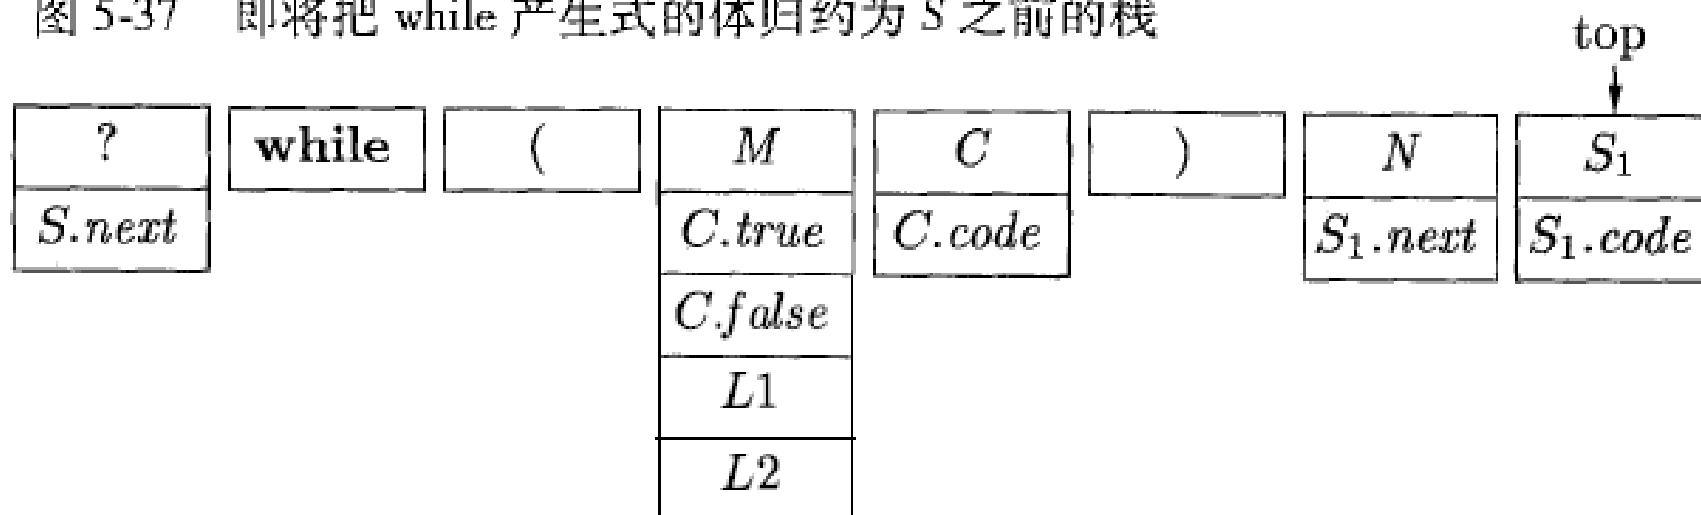 图 5-37 即将把 while 产生式的体归约为 S 之前的栈
top
? while ( M C ) N S₁
S.next C.true C.code S₁.next S₁.code
C.false
L1
L2